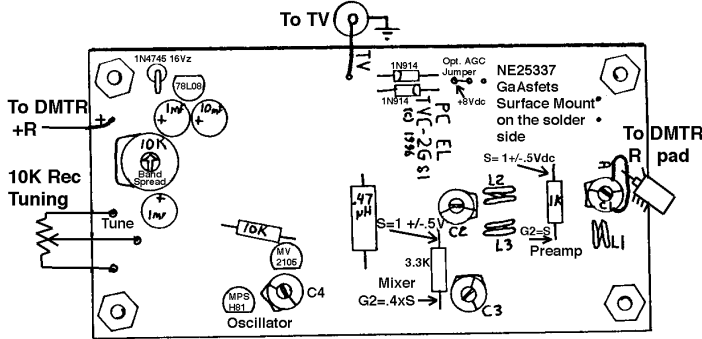 To TV
TV
1N4745 16Vz
78L08
1mf
10mf
+
+
To DMTR
+R
+
10K
Band
Spread
10K Rec
Tuning
+
1mf
Tune
10K
MV
2105
MPS
H81
C4
Oscillator
1N914
1N914
Opt. AGC
Jumper
+8Vdc
NE25337
GaAsfets
Surface Mount
on the solder
side
PC EL
TVC-2G
(c) 1996
To DMTR
R pad
S= 1+/-.5Vdc
L2
.47
uH
S=1 +/-.5V
C2
L3
1K
G2=S
Preamp
C1
L1
3.3K
Mixer
G2=.4xS
C3